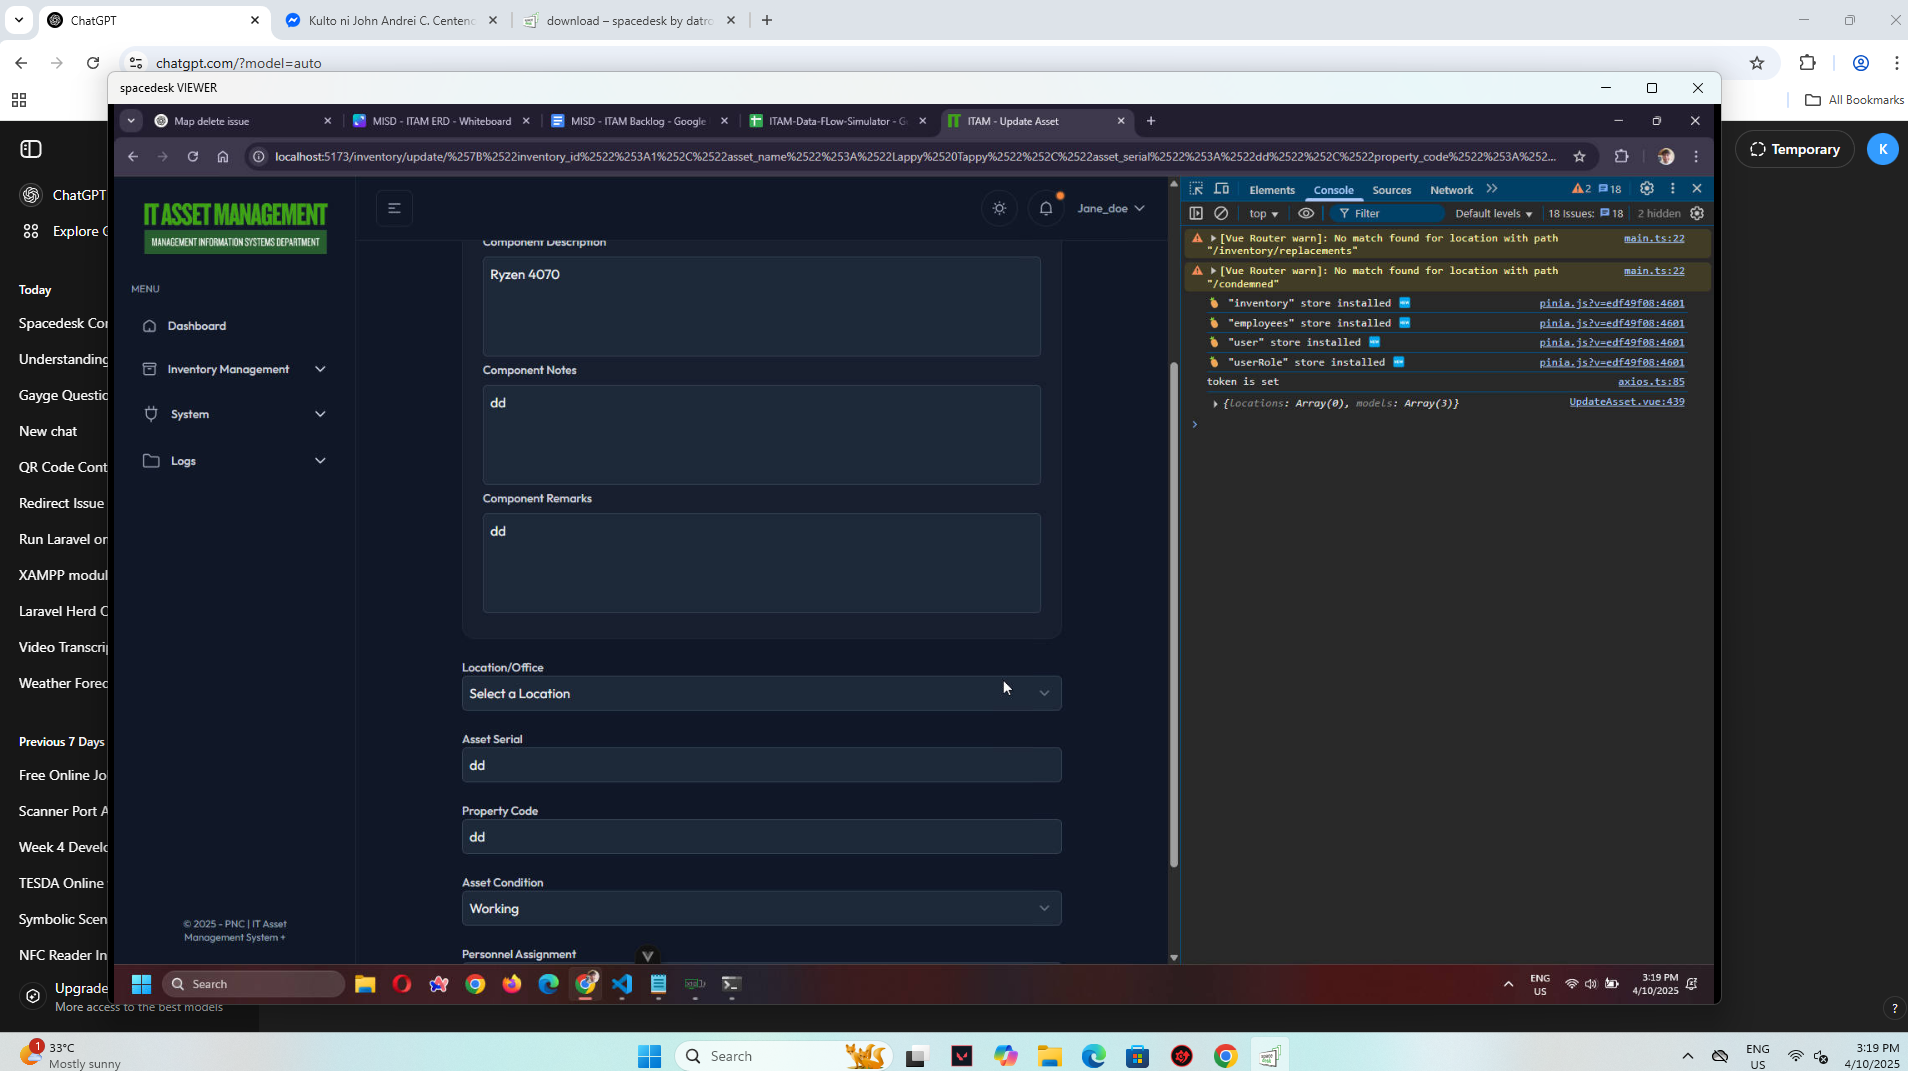 ChatGPT
Kulto ni John Andrei C. Centenc
download – spacedesk by datro
chatgpt.com/?model=auto
All Bookmarks
spacedesk VIEWER
Map delete issue
MISD - ITAM ERD - Whiteboard
MISD - ITAM Backlog - Google
ITAM-Data-FLow-Simulator - G
ITAM - Update Asset
localhost:5173/inventory/update/%257B%2522inventory_id%2522%253A1%252C%2522asset_name%2522%253A%2522Lappy%2520Tappy%2522%252C%2522asset_serial%2522%253A%2522dd%2522%252C%2522property_code%2522%253A%252...
Temporary
K
ChatGPT
Explore G
Today
Spacedesk Cor
Understanding
Gayge Questic
New chat
QR Code Cont
Redirect Issue
Run Laravel or
XAMPP modul
Laravel Herd C
Video Transcri
Weather Forec
Previous 7 Days
Free Online Jo
Scanner Port A
Week 4 Develo
TESDA Online
Symbolic Scen
NFC Reader In
Upgrade
More access to the best models
IT ASSET MANAGEMENT
MANAGEMENT INFORMATION SYSTEMS DEPARTMENT
MENU
Dashboard
Inventory Management
System
Logs
© 2025 - PNC | IT Asset
Management System +
Jane_doe
Component Description
Ryzen 4070
Component Notes
dd
Component Remarks
dd
Location/Office
Select a Location
Asset Serial
dd
Property Code
dd
Asset Condition
Working
Personnel Assignment
Elements
Console
Sources
Network
2
18
top
Filter
Default levels
18 Issues:
18
2 hidden
[Vue Router warn]: No match found for location with path main.ts:22
"/inventory/replacements"
[Vue Router warn]: No match found for location with path main.ts:22
"/condemned"
"inventory" store installed pinia.js?v=edf49f08:4601
"employees" store installed pinia.js?v=edf49f08:4601
"user" store installed pinia.js?v=edf49f08:4601
"userRole" store installed pinia.js?v=edf49f08:4601
token is set axios.ts:85
{locations: Array(0), models: Array(3)} UpdateAsset.vue:439
Search
ENG
US
3:19 PM
4/10/2025
?
1
33°C
Mostly sunny
Search
ENG
US
3:19 PM
4/10/2025